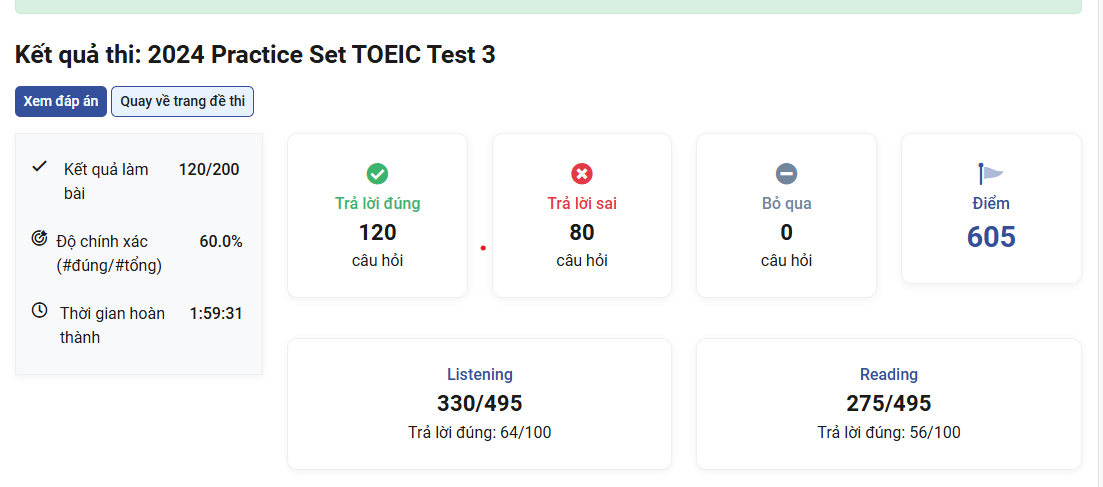 Kết quả thi: 2024 Practice Set TOEIC Test 3
Xem đáp án
Quay về trang đề thi
Kết quả làm bài
120/200
Độ chính xác (#đúng/#tổng)
60.0%
Thời gian hoàn thành
1:59:31
Trả lời đúng
120
câu hỏi
Trả lời sai
80
câu hỏi
Bỏ qua
0
câu hỏi
Điểm
605
Listening
330/495
Trả lời đúng: 64/100
Reading
275/495
Trả lời đúng: 56/100